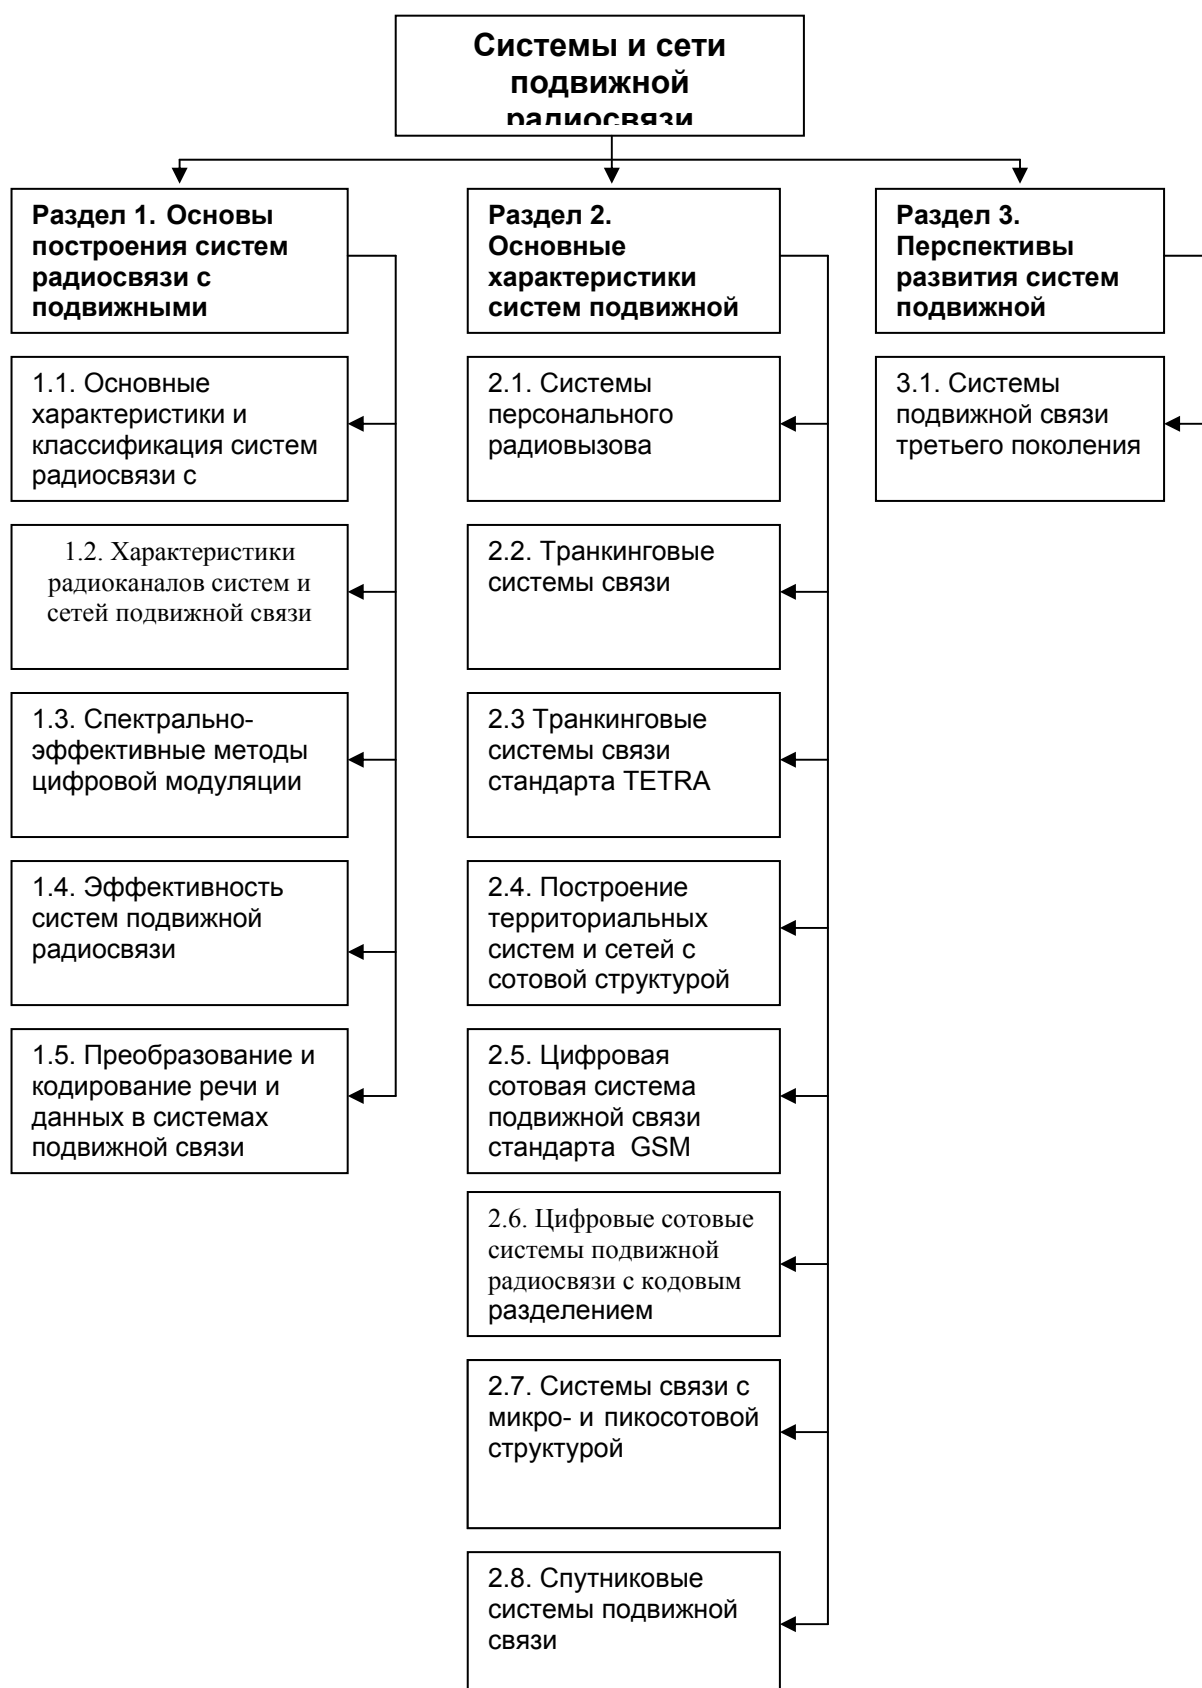 Системы и сети
подвижной
радиосвязи
Раздел 1. Основы
построения систем
радиосвязи с
подвижными
1.1. Основные
характеристики и
классификация систем
радиосвязи с
1.2. Характеристики
радиоканалов систем и
сетей подвижной связи
1.3. Спектрально-
эффективные методы
цифровой модуляции
1.4. Эффективность
систем подвижной
радиосвязи
1.5. Преобразование и
кодирование речи и
данных в системах
подвижной связи
Раздел 2.
Основные
характеристики
систем подвижной
2.1. Системы
персонального
радиовызова
2.2. Транкинговые
системы связи
2.3 Транкинговые
системы связи
стандарта TETRA
2.4. Построение
территориальных
систем и сетей с
сотовой структурой
2.5. Цифровая
сотовая система
подвижной связи
стандарта GSM
2.6. Цифровые сотовые
системы подвижной
радиосвязи с кодовым
разделением
2.7. Системы связи с
микро- и пикосотовой
структурой
2.8. Спутниковые
системы подвижной
связи
Раздел 3.
Перспективы
развития систем
подвижной
3.1. Системы
подвижной связи
третьего поколения